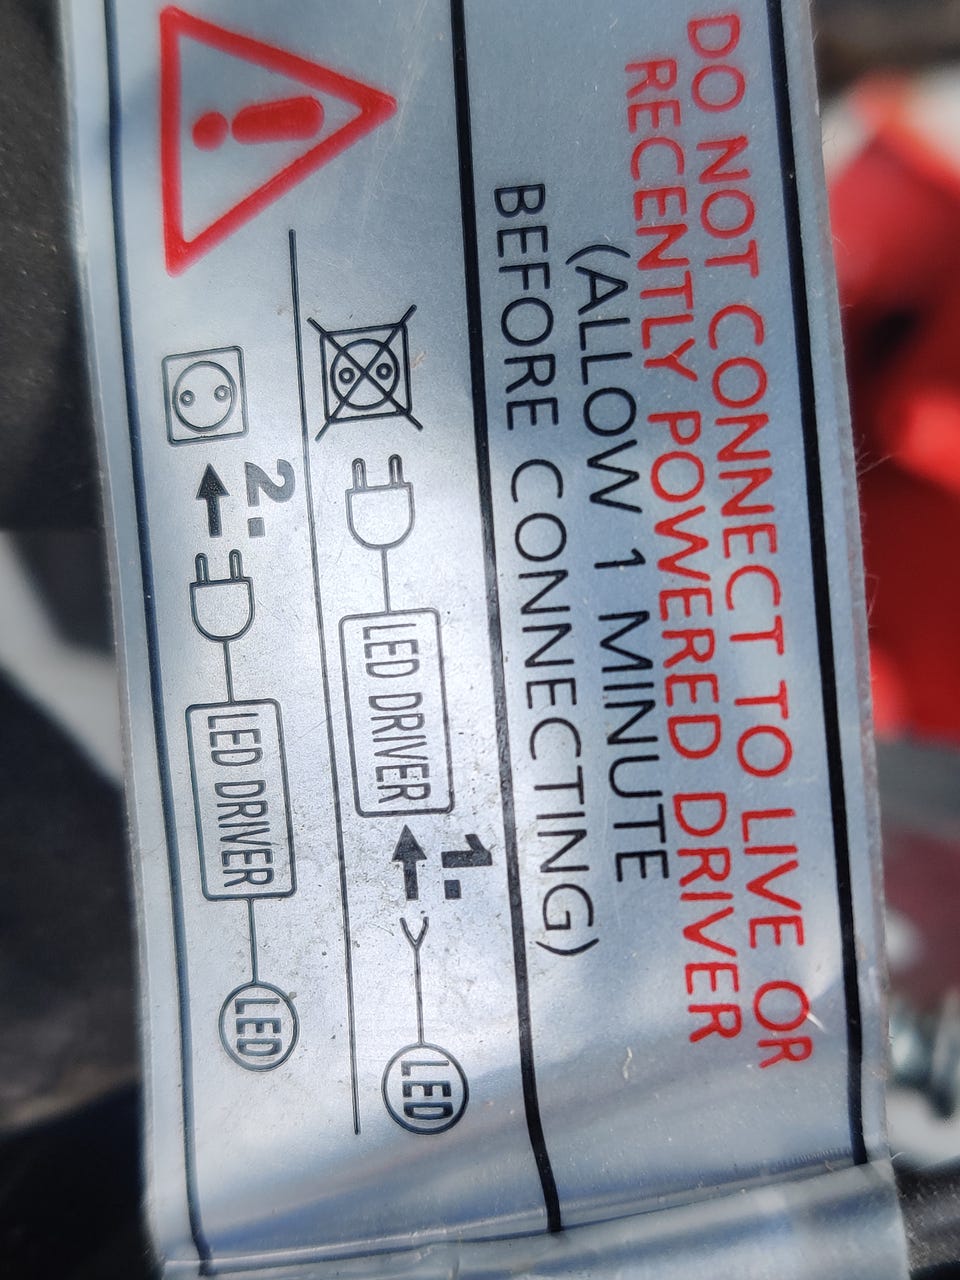 DO NOT CONNECT TO LIVE OR
RECENTLY POWERED DRIVER
(ALLOW 1 MINUTE
BEFORE CONNECTING)
1.
LED DRIVER
LED
2.
LED DRIVER
LED